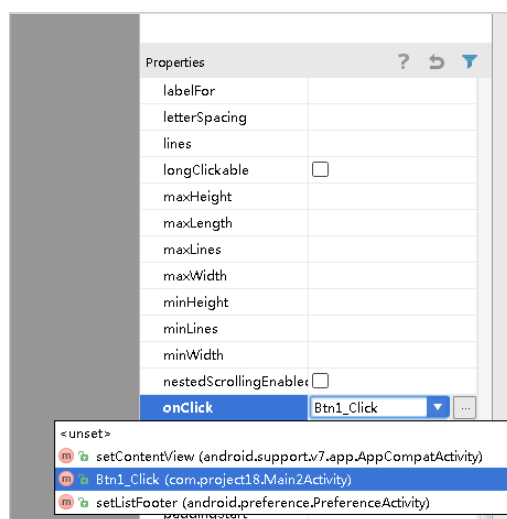 Properties
labelFor
letterSpacing
lines
longClickable
maxHeight
maxLength
maxLines
maxWidth
minHeight
minLines
minWidth
nestedScrollingEnable
onClick Btn1_Click ...
<unset>
m setContentView (android.support.v7.app.AppCompatActivity)
m Btn1_Click (com.project18.Main2Activity)
m setListFooter (android.preference.PreferenceActivity)
paddingStart